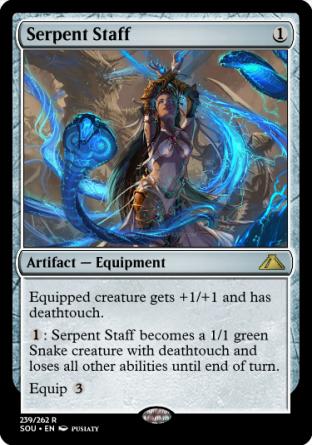 Serpent Staff 1
Artifact — Equipment
Equipped creature gets +1/+1 and has
deathtouch.
1 : Serpent Staff becomes a 1/1 green
Snake creature with deathtouch and
loses all other abilities until end of turn.
Equip 3
239/262 R
SOU • EN PUSIATY